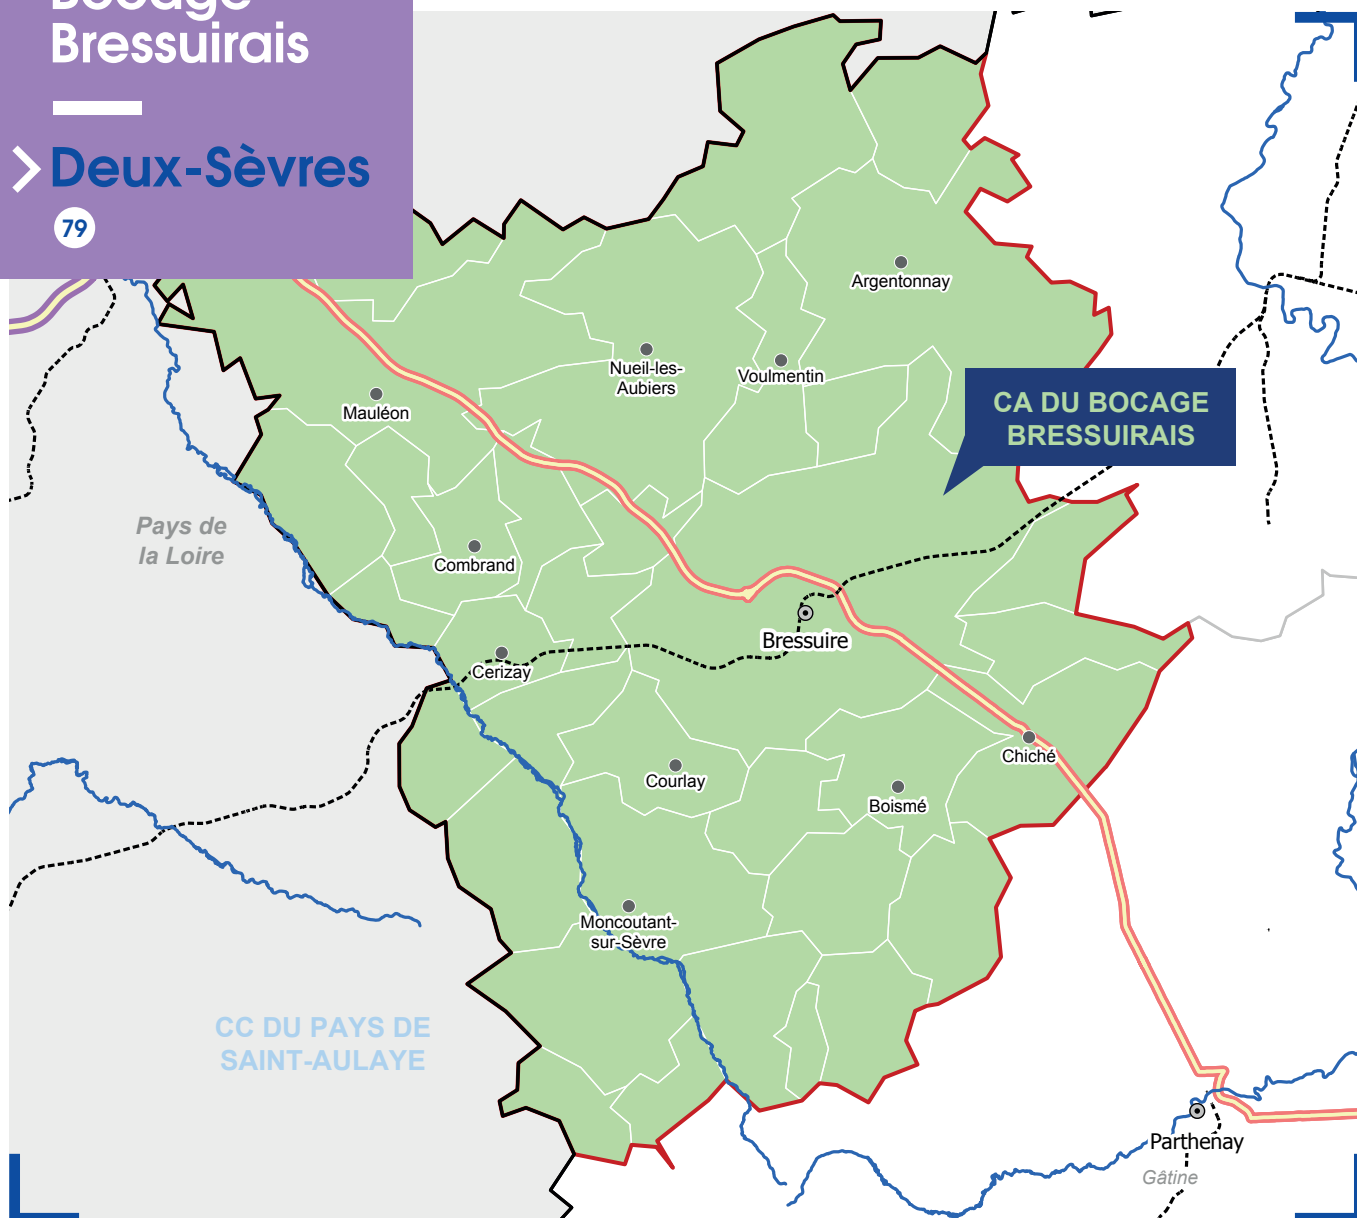 Bocage
Bressuirais
Deux-Sèvres
79
Argentonnay
Nueil-les-
Aubiers
Voulmentin
Mauléon
CA DU BOCAGE
BRESSUIRAIS
Pays de
la Loire
Combrand
Bressuire
Cerizay
Chiché
Courlay
Boismé
Moncoutant-
sur-Sèvre
CC DU PAYS DE
SAINT-AULAYE
Parthenay
Gâtine